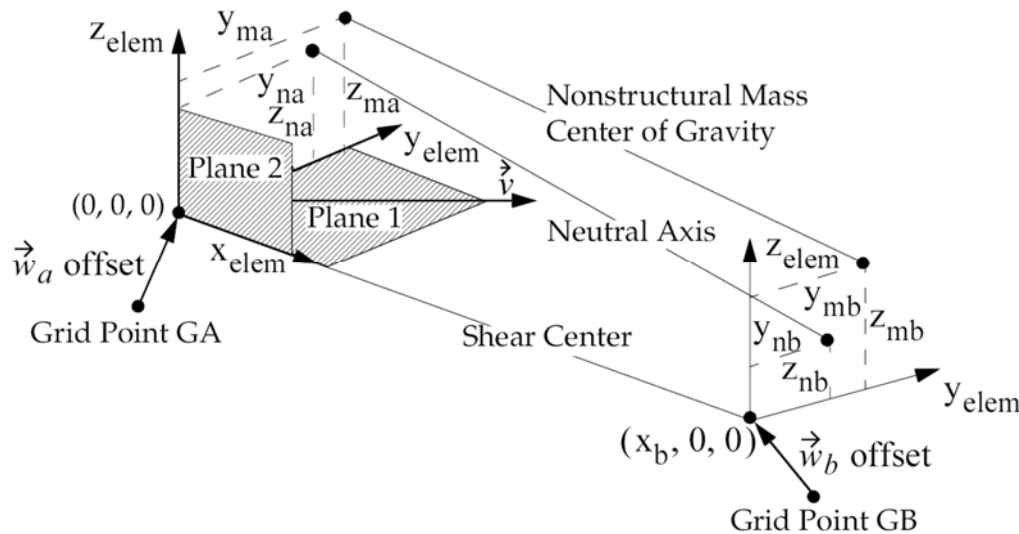 y_ma
z_elem
y_na
z_ma
z_na
Nonstructural Mass
Center of Gravity
y_elem
Plane 2
v⃗
(0, 0, 0)
Plane 1
Neutral Axis
x_elem
w⃗_a offset
z_elem
y_mb
Grid Point GA
Shear Center
y_nb
z_mb
z_nb
y_elem
(x_b, 0, 0)
w⃗_b offset
Grid Point GB